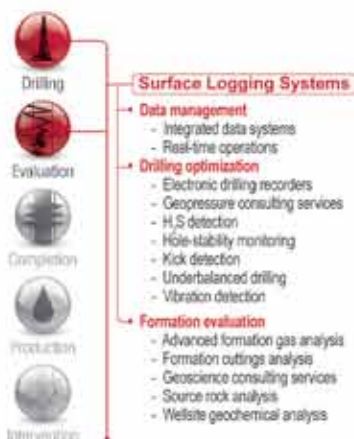 Drilling
Evaluation
Completion
Production
Intervention
Surface Logging Systems
Data management
- Integrated data systems
- Real-time operations
Drilling optimization
- Electronic drilling recorders
- Geopressure consulting services
- H₂S detection
- Hole-stability monitoring
- Kick detection
- Underbalanced drilling
- Vibration detection
Formation evaluation
- Advanced formation gas analysis
- Formation cuttings analysis
- Geoscience consulting services
- Source rock analysis
- Wellsite geochemical analysis